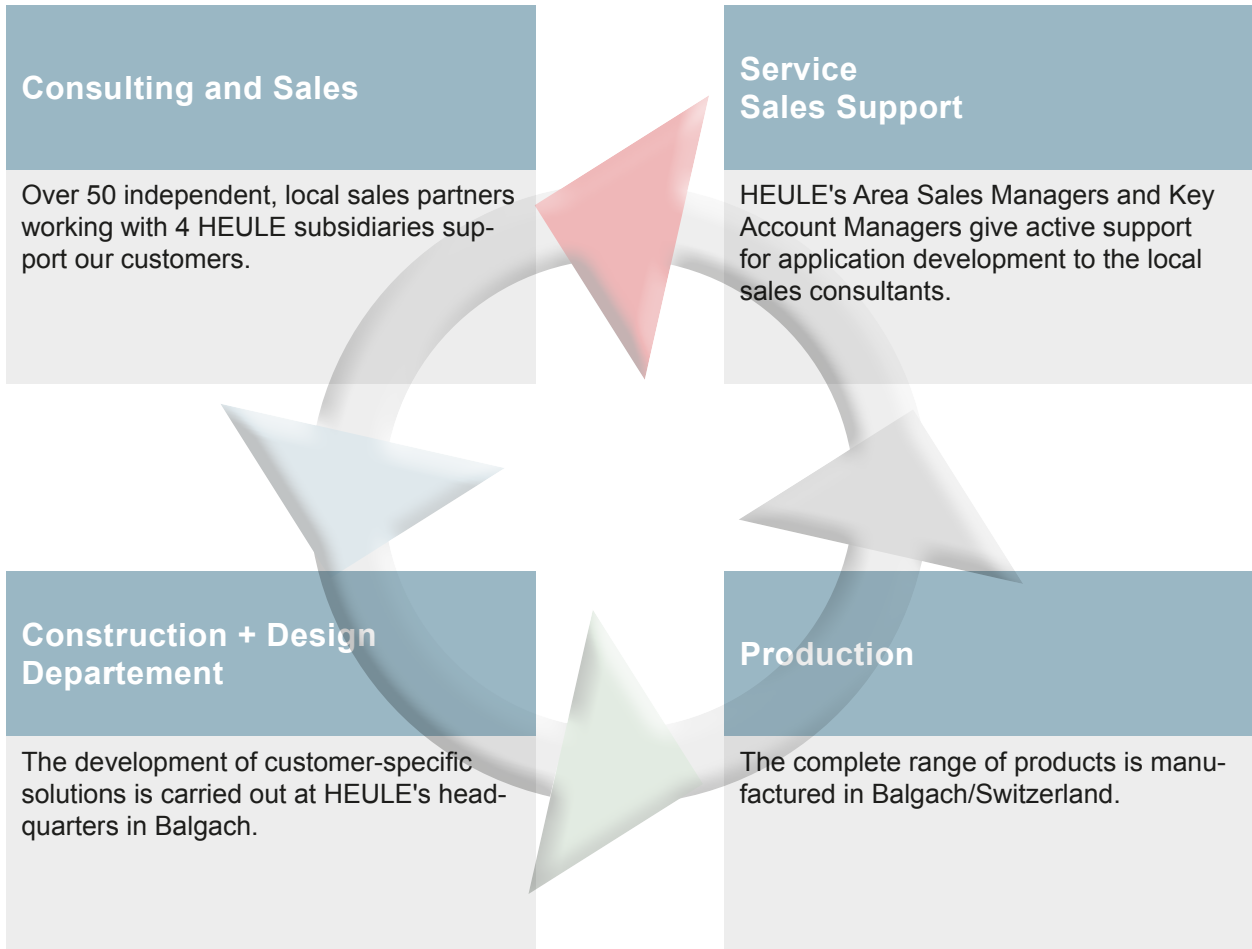 Consulting and Sales
Over 50 independent, local sales partners
working with 4 HEULE subsidiaries sup-
port our customers.
Service
Sales Support
HEULE's Area Sales Managers and Key
Account Managers give active support
for application development to the local
sales consultants.
Construction + Design
Departement
The development of customer-specific
solutions is carried out at HEULE's head-
quarters in Balgach.
Production
The complete range of products is manu-
factured in Balgach/Switzerland.